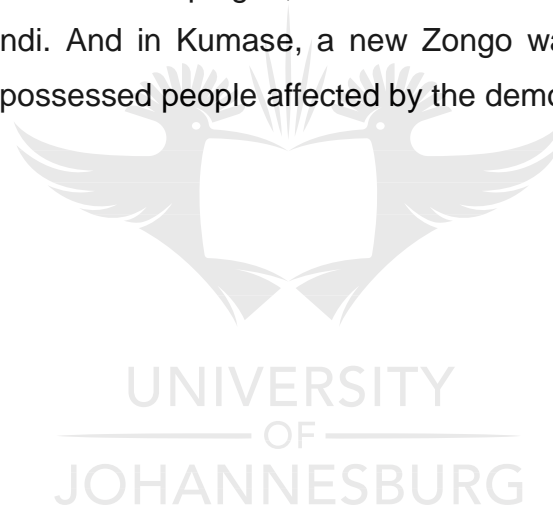 ndi. And in Kumase, a new Zongo wa
possessed people affected by the demo
UNIVERSITY
OF
JOHANNESBURG